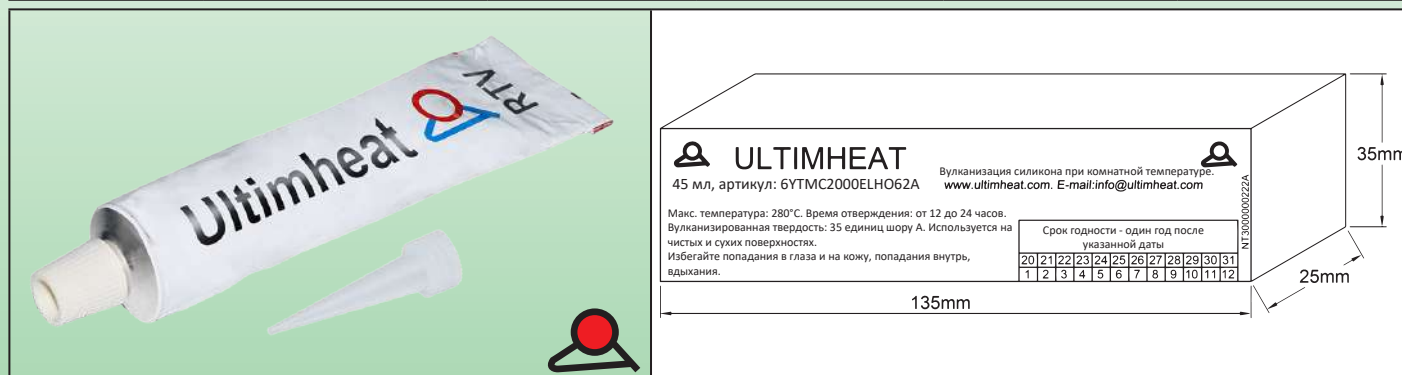 Ultimheat
RTV
ULTIMHEAT
45 мл, артикул: 6YTMC2000ELHO62A
Вулканизация силикона при комнатной температуре.
www.ultimheat.com. E-mail:info@ultimheat.com
Макс. температура: 280°C. Время отверждения: от 12 до 24 часов.
Вулканизированная твердость: 35 единиц шору А. Используется на
чистых и сухих поверхностях.
Избегайте попадания в глаза и на кожу, попадания внутрь,
вдыхания.
Срок годности - один год после
указанной даты
20 21 22 23 24 25 26 27 28 29 30 31
1 2 3 4 5 6 7 8 9 10 11 12
NT3000000222A
35mm
25mm
135mm